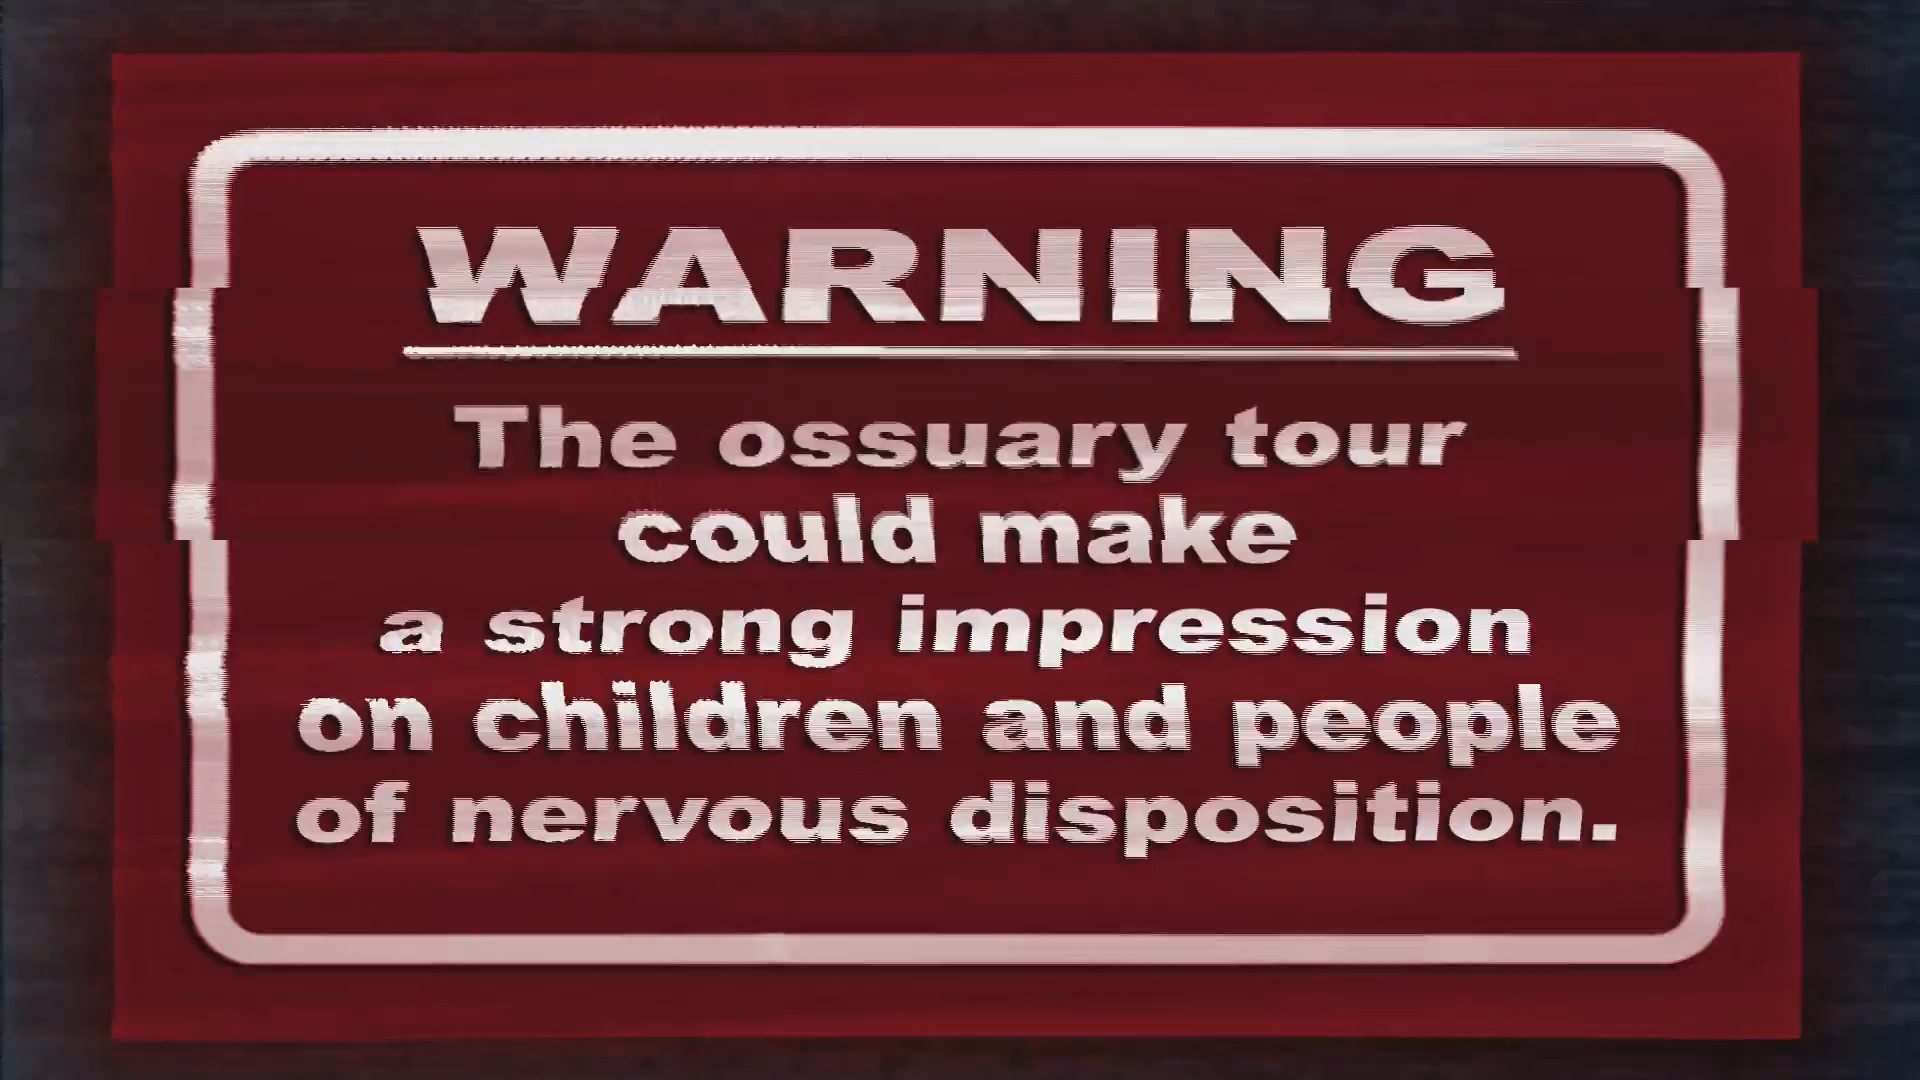 WARNING
The ossuary tour
could make
a strong impression
on children and people
of nervous disposition.